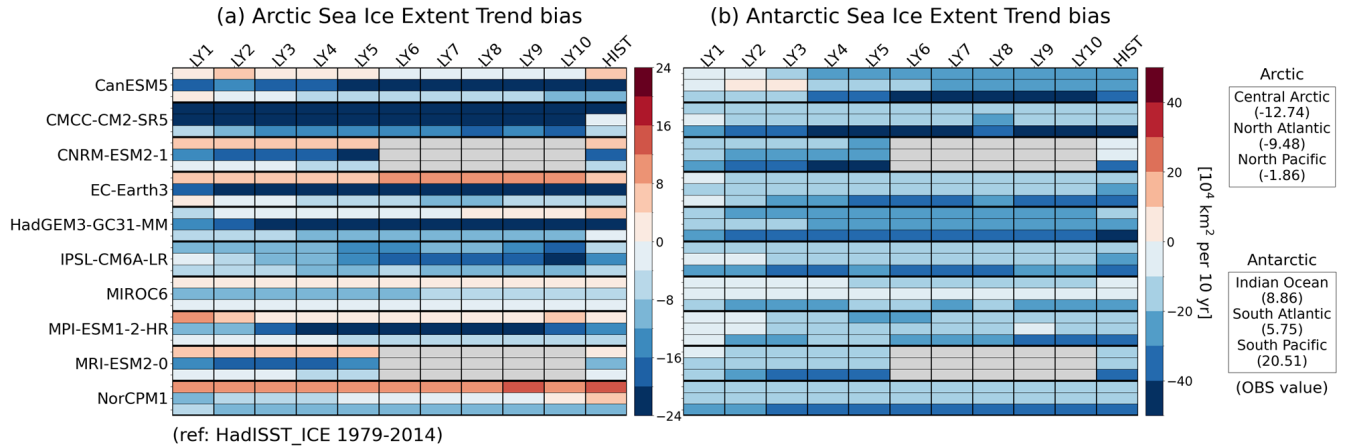 (a) Arctic Sea Ice Extent Trend bias
LY1 LY2 LY3 LY4 LY5 LY6 LY7 LY8 LY9 LY10 HIST
CanESM5
CMCC-CM2-SR5
CNRM-ESM2-1
EC-Earth3
HadGEM3-GC31-MM
IPSL-CM6A-LR
MIROC6
MPI-ESM1-2-HR
MRI-ESM2-0
NorCPM1
(ref: HadISST_ICE 1979-2014)
24
16
8
0
−8
−16
−24
(b) Antarctic Sea Ice Extent Trend bias
LY1 LY2 LY3 LY4 LY5 LY6 LY7 LY8 LY9 LY10 HIST
40
20
0
−20
−40
[10⁴ km² per 10 yr]
Arctic
Central Arctic
(-12.74)
North Atlantic
(-9.48)
North Pacific
(-1.86)
Antarctic
Indian Ocean
(8.86)
South Atlantic
(5.75)
South Pacific
(20.51)
(OBS value)